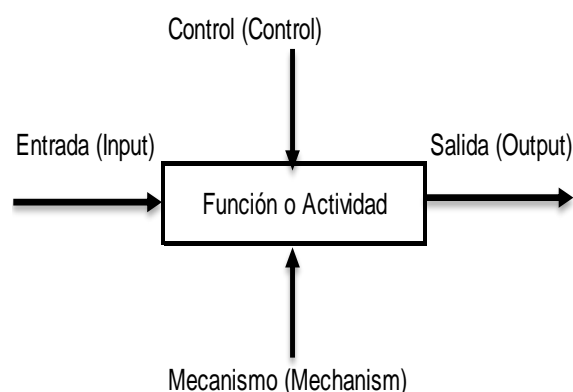 Control (Control)
Entrada (Input)
Salida (Output)
Función o Actividad
Mecanismo (Mechanism)